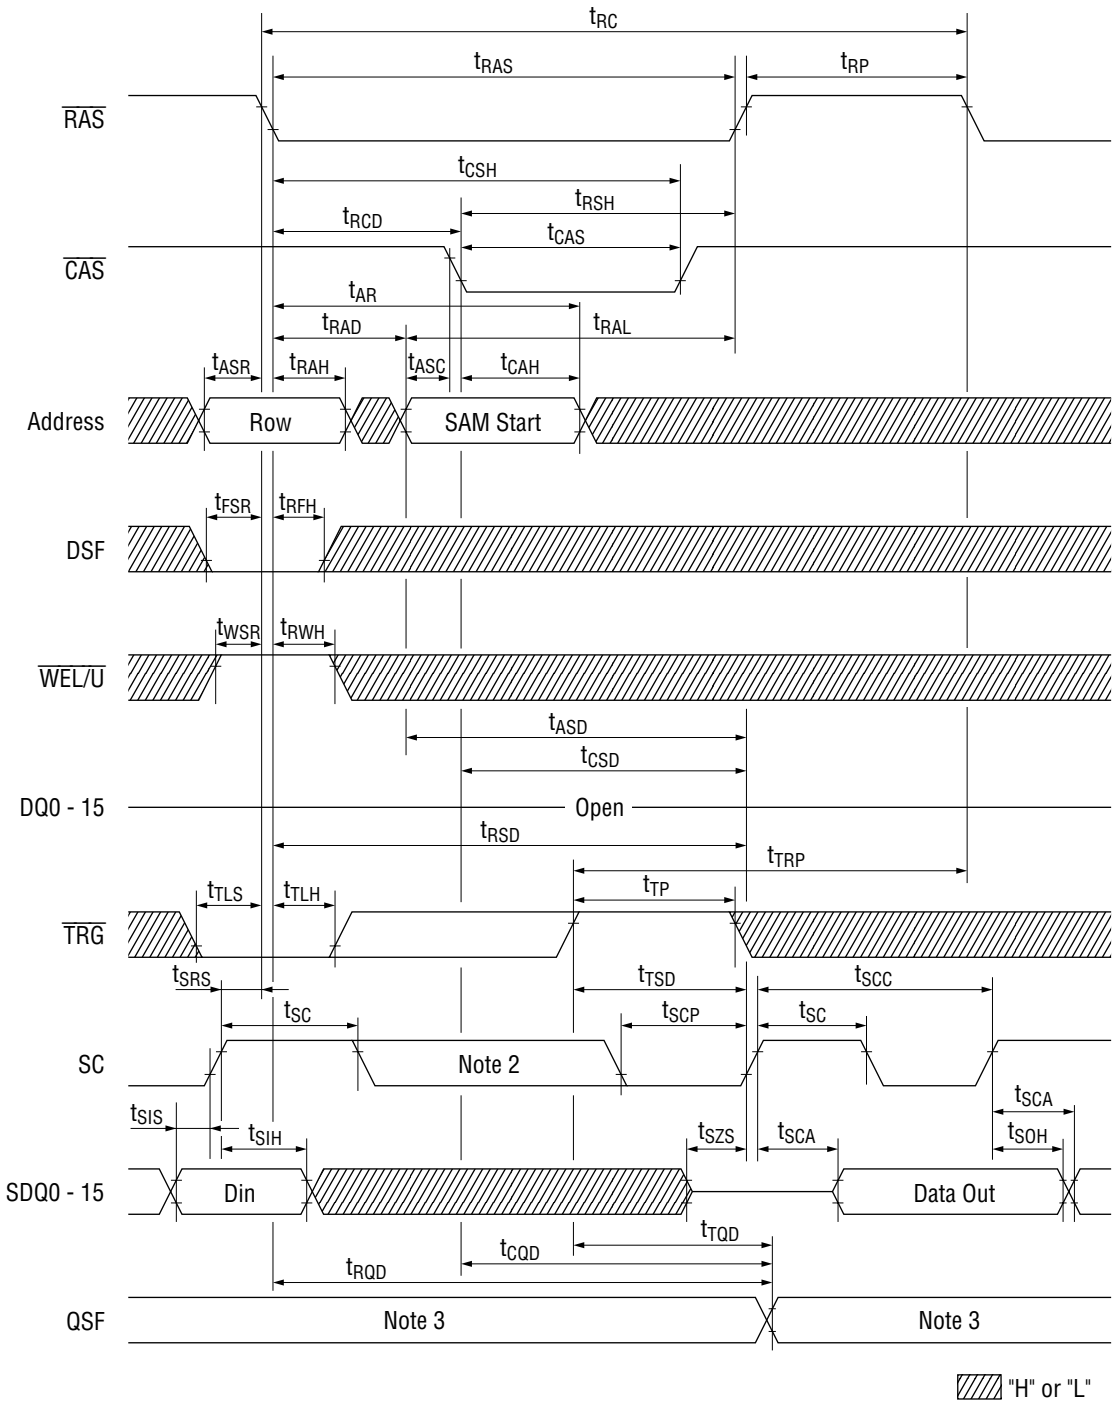 tRC
tRAS
tRP
RAS
tCSH
tRSH
tRCD
tCAS
CAS
tAR
tRAD
tRAL
tASR
tRAH
tASC
tCAH
Address
Row
SAM Start
tFSR
tRFH
DSF
tWSR
tRWH
WEL/U
tASD
tCSD
DQ0 - 15
Open
tRSD
tTRP
tTP
tTLS
tTLH
TRG
tSRS
tTSD
tSCC
tSC
tSCP
tSC
SC
Note 2
tSCA
tSIS
tSIH
tSZS
tSCA
tSOH
SDQ0 - 15
Din
Data Out
tTQD
tCQD
tRQD
QSF
Note 3
Note 3
"H" or "L"